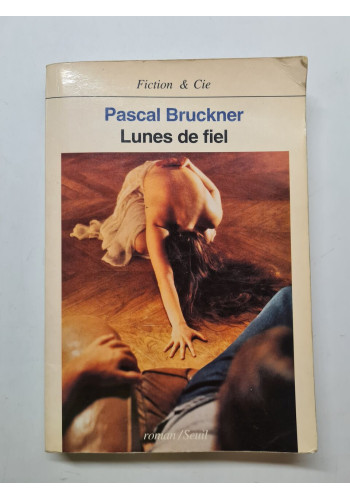 Fiction & Cie
Pascal Bruckner
Lunes de fiel
roman/Seuil